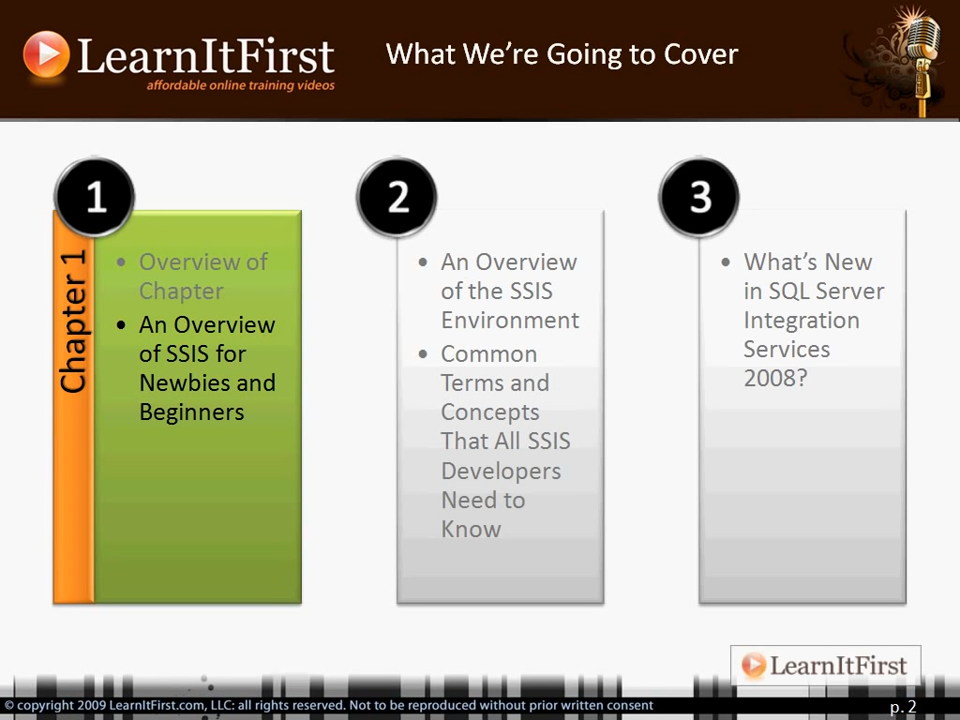 LearnItFirst
affordable online training videos
What We're Going to Cover
1
Chapter 1
• Overview of
Chapter
• An Overview
of SSIS for
Newbies and
Beginners
2
• An Overview
of the SSIS
Environment
• Common
Terms and
Concepts
That All SSIS
Developers
Need to
Know
3
• What's New
in SQL Server
Integration
Services
2008?
LearnItFirst
© copyright 2009 LearnItFirst.com, LLC: all rights reserved. Not to be reproduced without prior written consent
p. 2